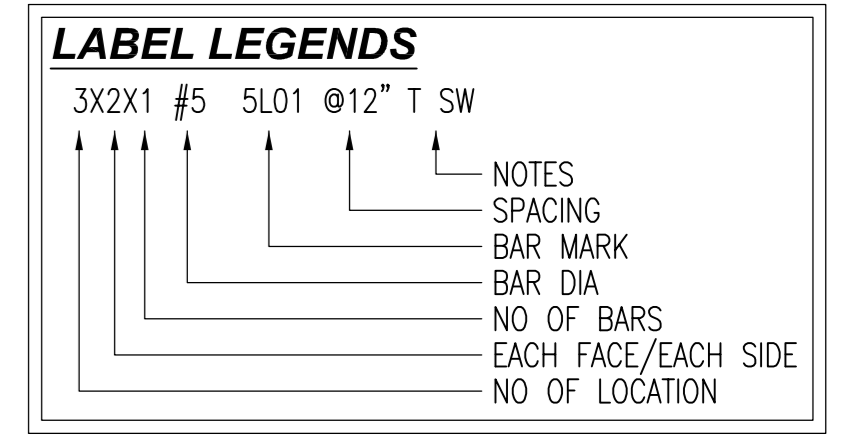 LABEL LEGENDS
3X2X1 #5 5L01 @12" T SW
NOTES
SPACING
BAR MARK
BAR DIA
NO OF BARS
EACH FACE/EACH SIDE
NO OF LOCATION